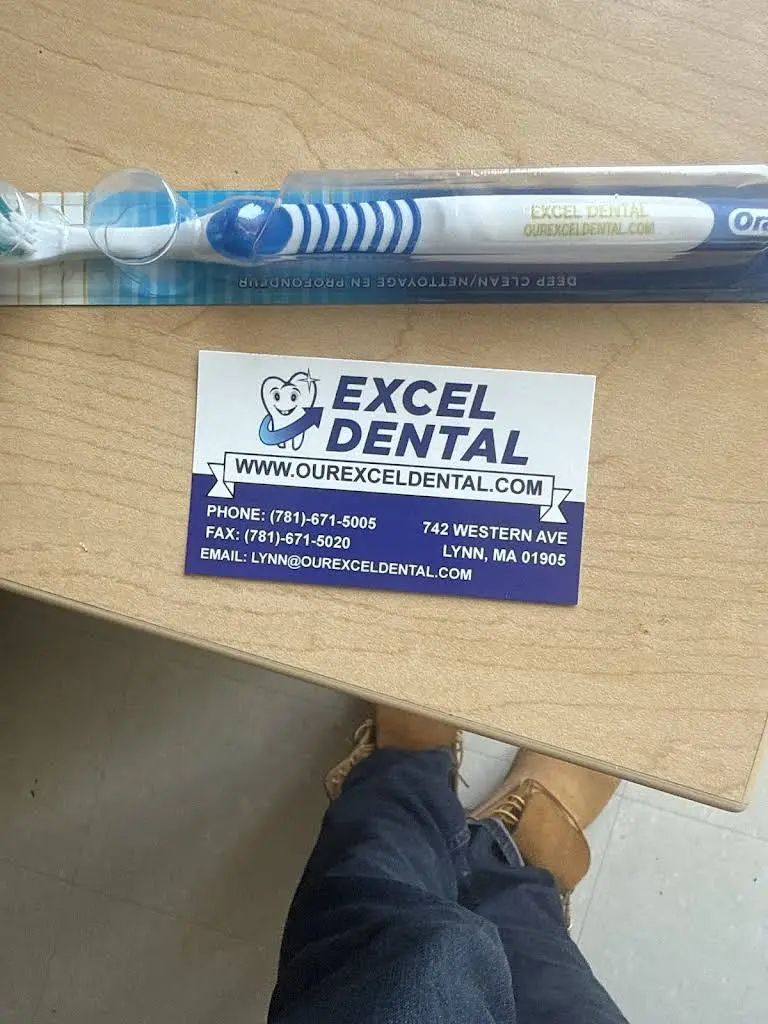 EXCEL DENTAL
OUREXCELDENTAL.COM
DEEP CLEAN/NETTOYAGE EN PROFONDEUR
EXCEL
DENTAL
WWW.OUREXCELDENTAL.COM
PHONE: (781)-671-5005
FAX: (781)-671-5020
EMAIL: LYNN@OUREXCELDENTAL.COM
742 WESTERN AVE
LYNN, MA 01905